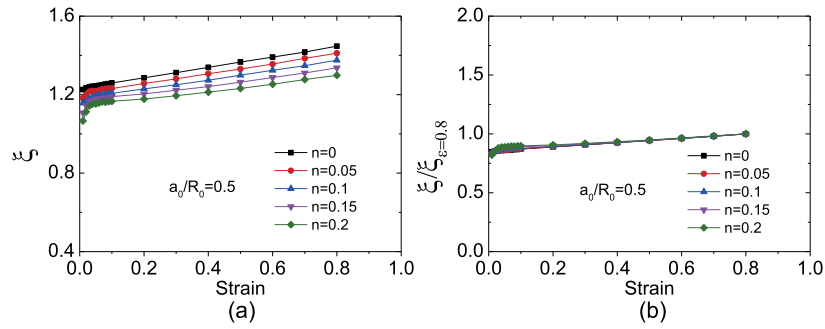 1.6
1.2
0.8
0.4
ξ
n=0
n=0.05
n=0.1
n=0.15
n=0.2
a₀/R₀=0.5
0.0 0.2 0.4 0.6 0.8 1.0
Strain
(a)
2.0
1.5
1.0
0.5
0.0
ξ/ξε=0.8
n=0
n=0.05
n=0.1
n=0.15
n=0.2
a₀/R₀=0.5
0.0 0.2 0.4 0.6 0.8 1.0
Strain
(b)